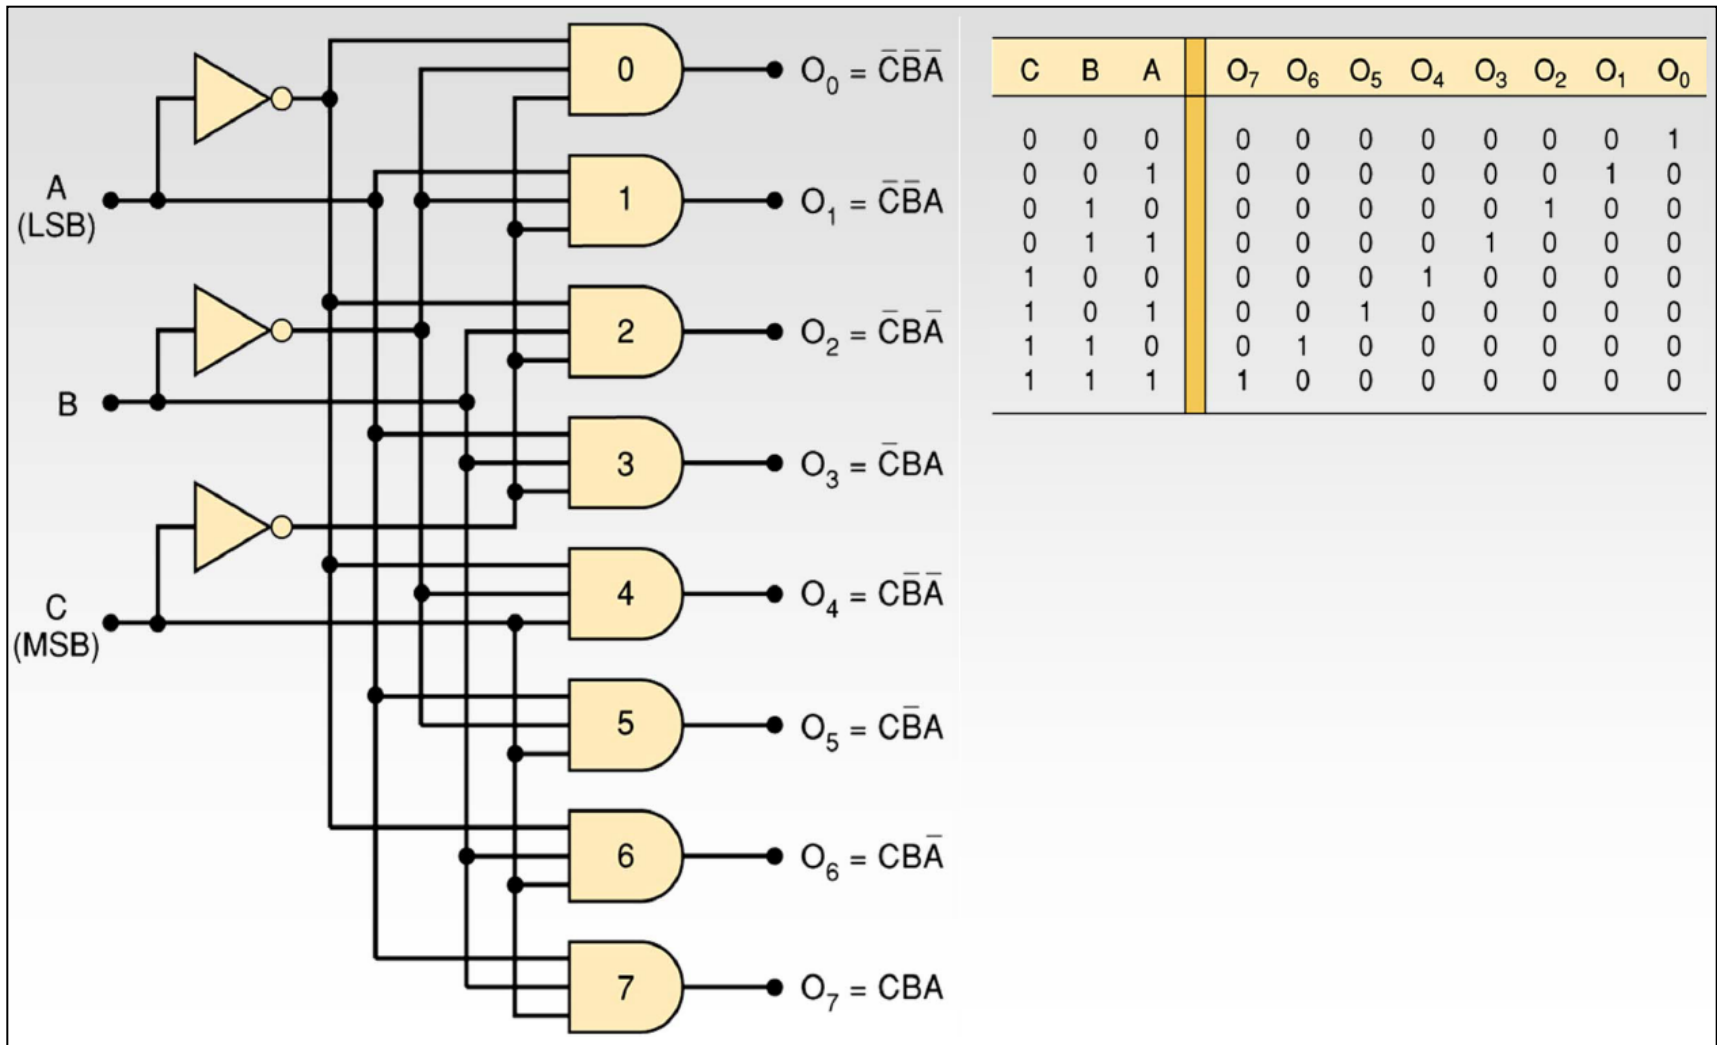 A
(LSB)
B
C
(MSB)
0
1
2
3
4
5
6
7
O₀ = C̅B̅A̅
O₁ = C̅B̅A
O₂ = C̅BA̅
O₃ = C̅BA
O₄ = CB̅A̅
O₅ = CB̅A
O₆ = CBA̅
O₇ = CBA
C B A O₇ O₆ O₅ O₄ O₃ O₂ O₁ O₀
0 0 0 0 0 0 0 0 0 0 1
0 0 1 0 0 0 0 0 0 1 0
0 1 0 0 0 0 0 0 1 0 0
0 1 1 0 0 0 0 1 0 0 0
1 0 0 0 0 0 1 0 0 0 0
1 0 1 0 0 1 0 0 0 0 0
1 1 0 0 1 0 0 0 0 0 0
1 1 1 1 0 0 0 0 0 0 0